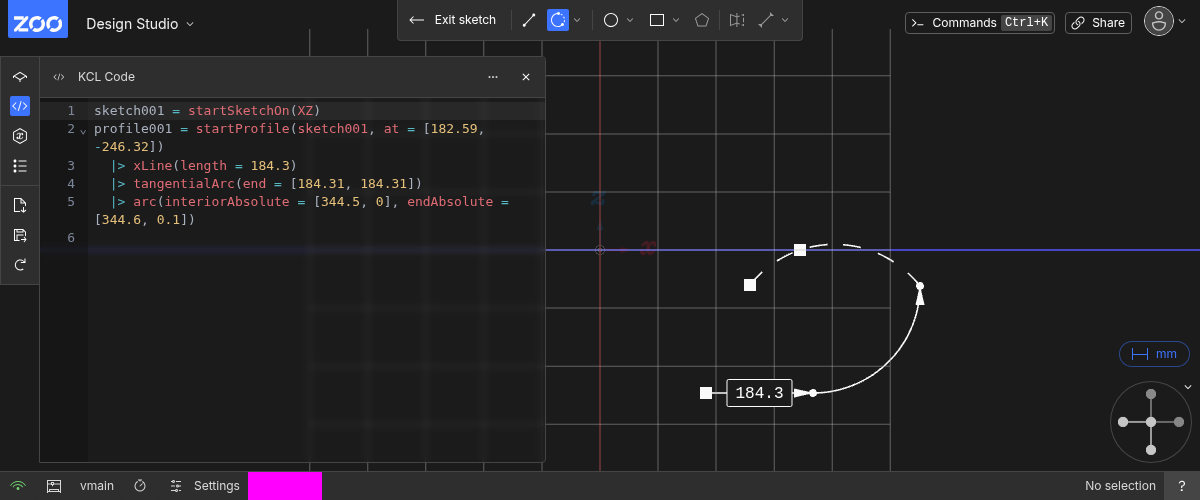 ZOO
Design Studio
Exit sketch
Commands Ctrl+K
Share
KCL Code
1 sketch001 = startSketchOn(XZ)
2 profile001 = startProfile(sketch001, at = [182.59,
-246.32])
3 |> xLine(length = 184.3)
4 |> tangentialArc(end = [184.31, 184.31])
5 |> arc(interiorAbsolute = [344.5, 0], endAbsolute =
[344.6, 0.1])
6
z
x
184.3
mm
vmain
Settings
No selection
?